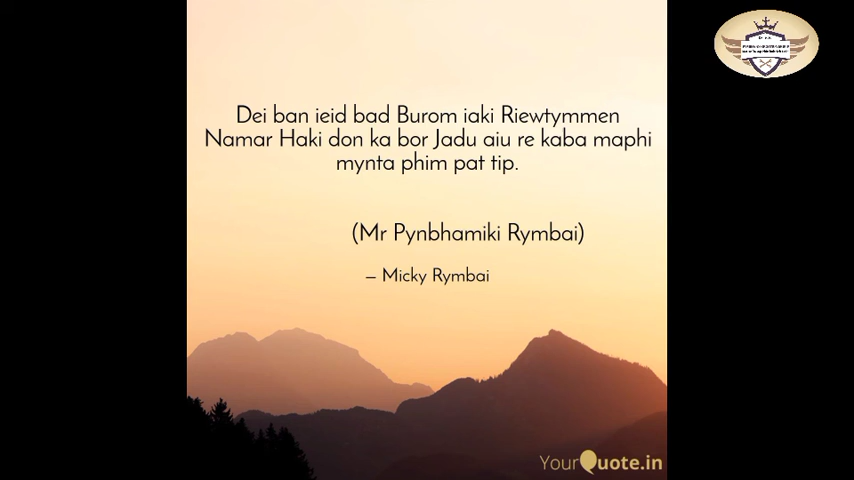 Dei ban ieid bad Burom iaki Riewtymmen
Namar Haki don ka bor Jadu aiu re kaba maphi
mynta phim pat tip.
(Mr Pynbhamiki Rymbai)
– Micky Rymbai
YourQuote.in